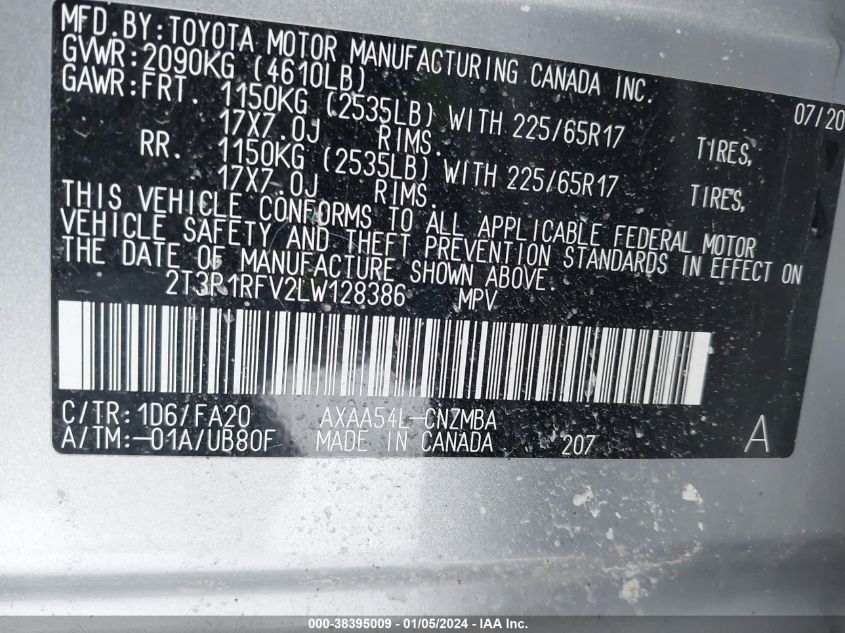 MFD.BY:TOYOTA MOTOR MANUFACTURING CANADA INC.
GVWR:2090KG (4610LB) 07/20
GAWR:FRT. 1150KG (2535LB) WITH 225/65R17 TIRES,
17X7.0J RIMS.
RR. 1150KG (2535LB) WITH 225/65R17 TIRES,
17X7.0J RIMS.
THIS VEHICLE CONFORMS TO ALL APPLICABLE FEDERAL MOTOR
VEHICLE SAFETY AND THEFT PREVENTION STANDARDS IN EFFECT ON
THE DATE OF MANUFACTURE SHOWN ABOVE.
2T3P1RFV2LW128386 MPV
C/TR:1D6/FA20 AXAA54L-CNZMBA
A/TM:-01A/UB80F MADE IN CANADA 207 A
000-38395009 - 01/05/2024 - IAAI Inc.